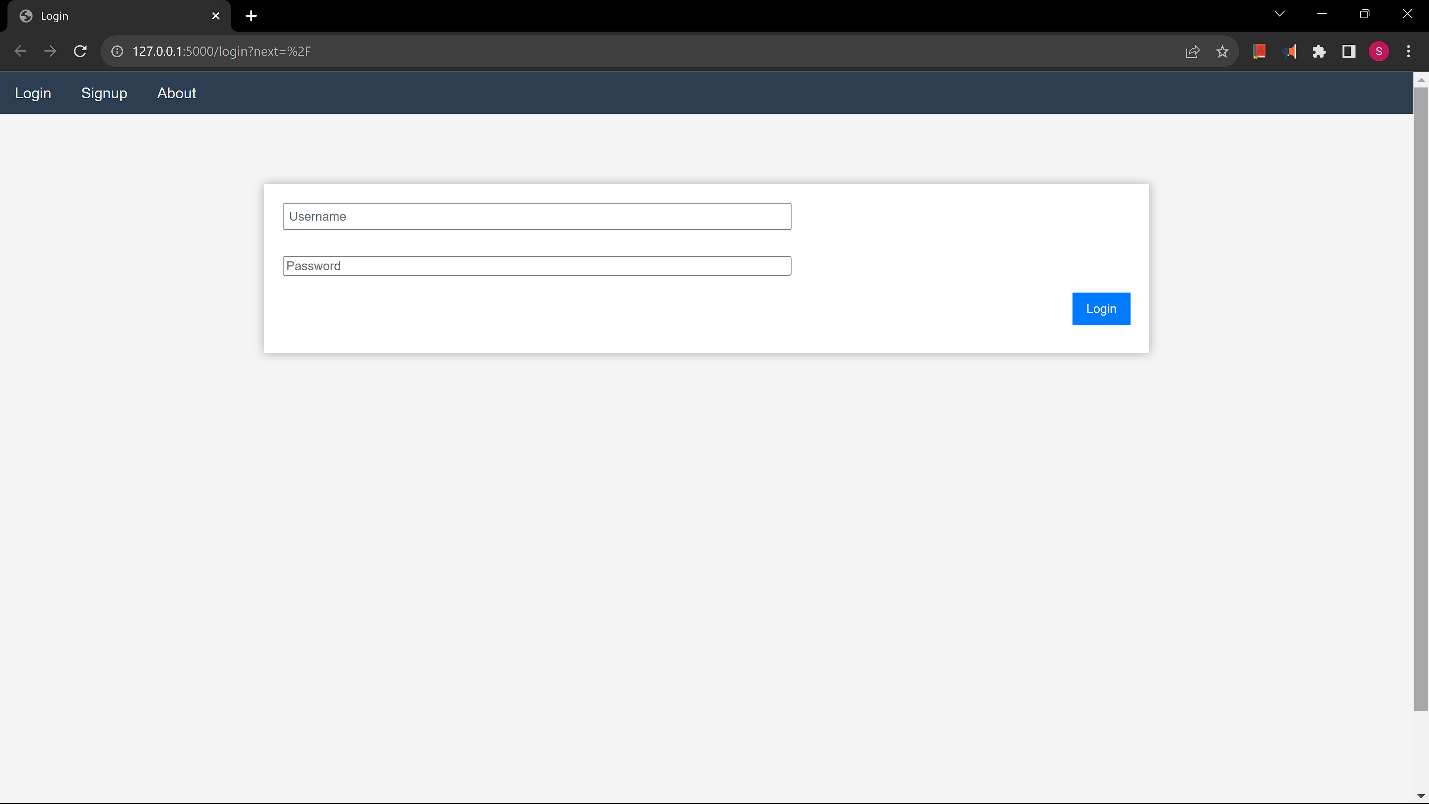 Login
127.0.0.1:5000/login?next=%2F
S
Login Signup About
Username
Password
Login